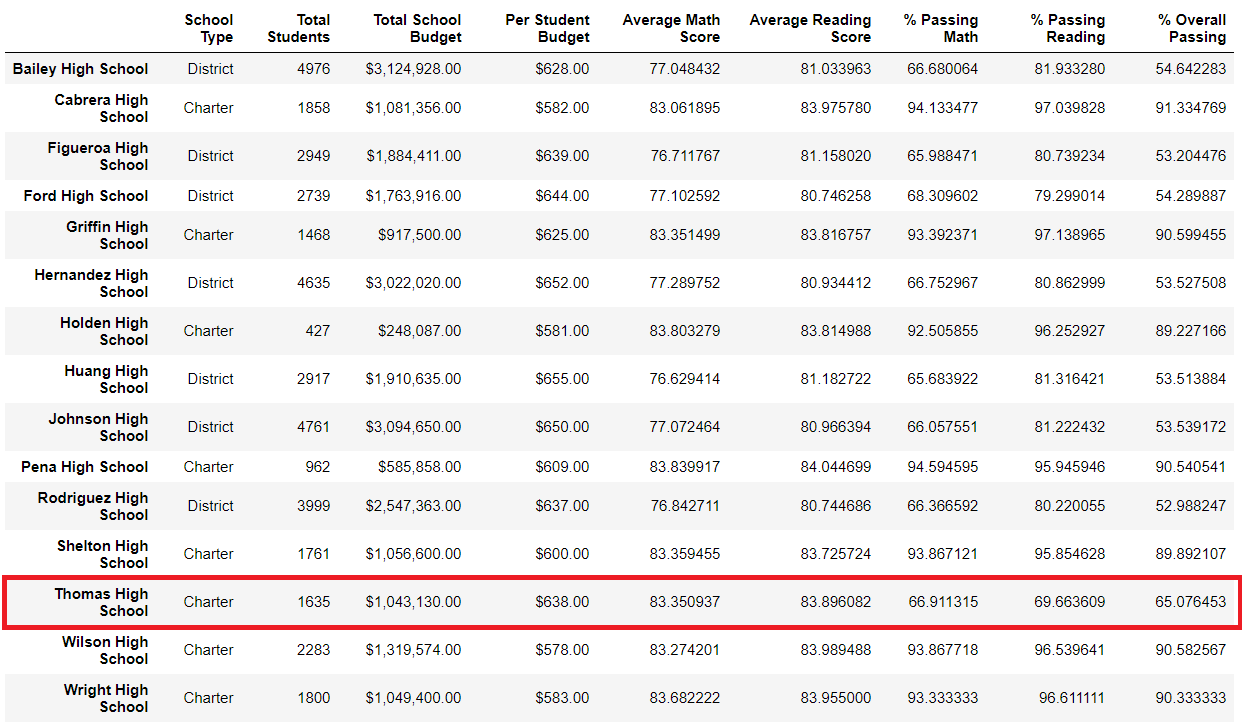 School Type Total Students Total School Budget Per Student Budget Average Math Score Average Reading Score % Passing Math % Passing Reading % Overall Passing
Bailey High School District 4976 $3,124,928.00 $628.00 77.048432 81.033963 66.680064 81.933280 54.642283
Cabrera High School Charter 1858 $1,081,356.00 $582.00 83.061895 83.975780 94.133477 97.039828 91.334769
Figueroa High School District 2949 $1,884,411.00 $639.00 76.711767 81.158020 65.988471 80.739234 53.204476
Ford High School District 2739 $1,763,916.00 $644.00 77.102592 80.746258 68.309602 79.299014 54.289887
Griffin High School Charter 1468 $917,500.00 $625.00 83.351499 83.816757 93.392371 97.138965 90.599455
Hernandez High School District 4635 $3,022,020.00 $652.00 77.289752 80.934412 66.752967 80.862999 53.527508
Holden High School Charter 427 $248,087.00 $581.00 83.803279 83.814988 92.505855 96.252927 89.227166
Huang High School District 2917 $1,910,635.00 $655.00 76.629414 81.182722 65.683922 81.316421 53.513884
Johnson High School District 4761 $3,094,650.00 $650.00 77.072464 80.966394 66.057551 81.222432 53.539172
Pena High School Charter 962 $585,858.00 $609.00 83.839917 84.044699 94.594595 95.945946 90.540541
Rodriguez High School District 3999 $2,547,363.00 $637.00 76.842711 80.744686 66.366592 80.220055 52.988247
Shelton High School Charter 1761 $1,056,600.00 $600.00 83.359455 83.725724 93.867121 95.854628 89.892107
Thomas High School Charter 1635 $1,043,130.00 $638.00 83.350937 83.896082 66.911315 69.663609 65.076453
Wilson High School Charter 2283 $1,319,574.00 $578.00 83.274201 83.989488 93.867718 96.539641 90.582567
Wright High School Charter 1800 $1,049,400.00 $583.00 83.682222 83.955000 93.333333 96.611111 90.333333